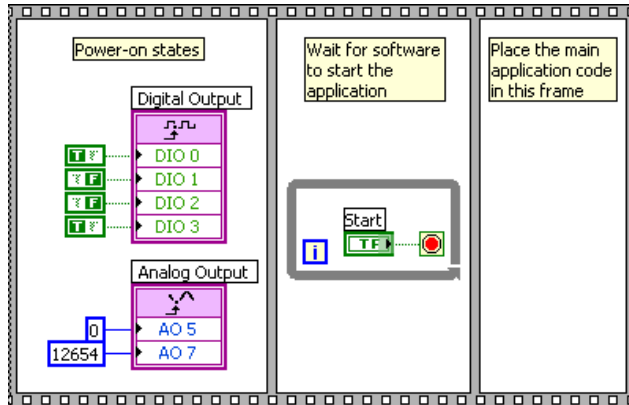 Power-on states
Digital Output
T F
DIO 0
T F
DIO 1
T F
DIO 2
T F
DIO 3
Analog Output
0
AO 5
12654
AO 7
Wait for software
to start the
application
Start
TF
i
Place the main
application code
in this frame